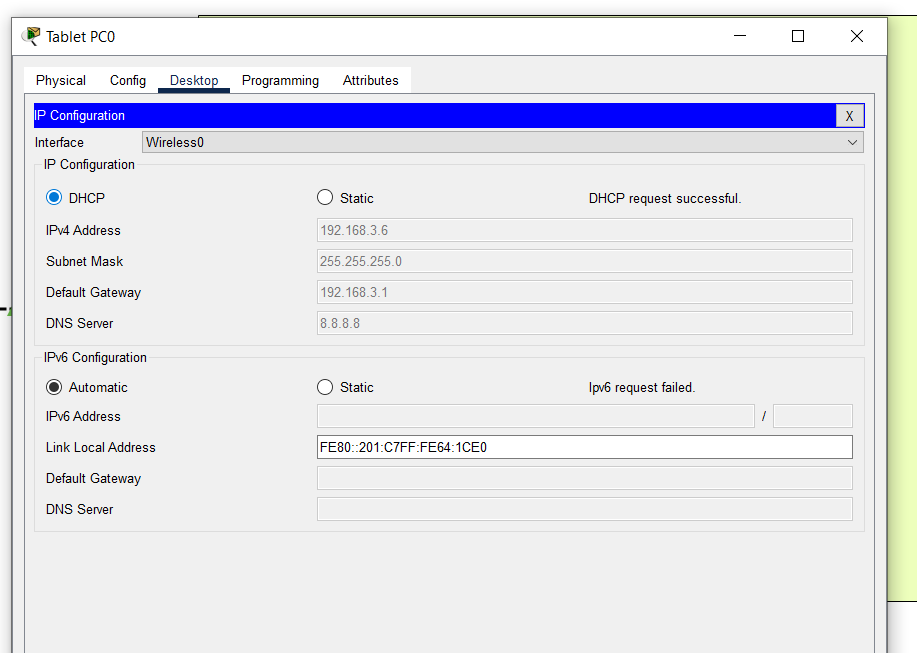 Tablet PC0
Physical Config Desktop Programming Attributes
IP Configuration X
Interface Wireless0
IP Configuration
DHCP Static DHCP request successful.
IPv4 Address 192.168.3.6
Subnet Mask 255.255.255.0
Default Gateway 192.168.3.1
DNS Server 8.8.8.8
IPv6 Configuration
Automatic Static Ipv6 request failed.
IPv6 Address /
Link Local Address FE80::201:C7FF:FE64:1CE0
Default Gateway
DNS Server